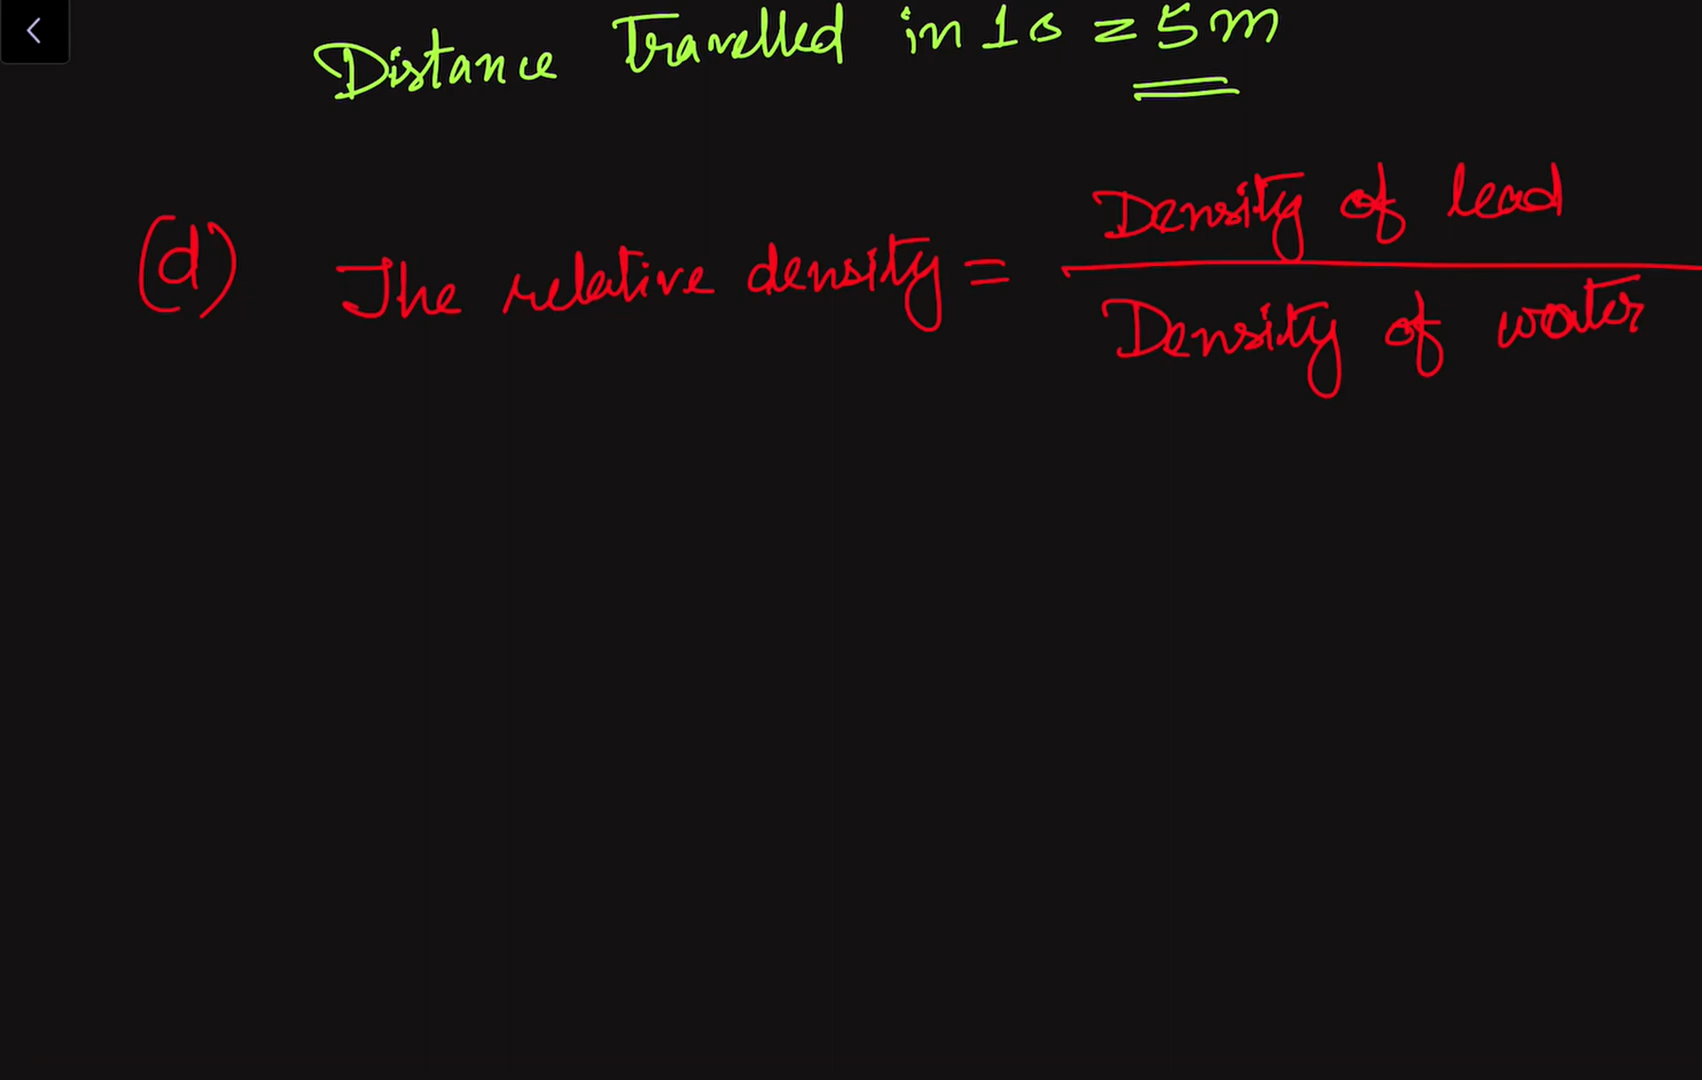 Distance Travelled in 1s = 5m
(d) The relative density = Density of lead
Density of water